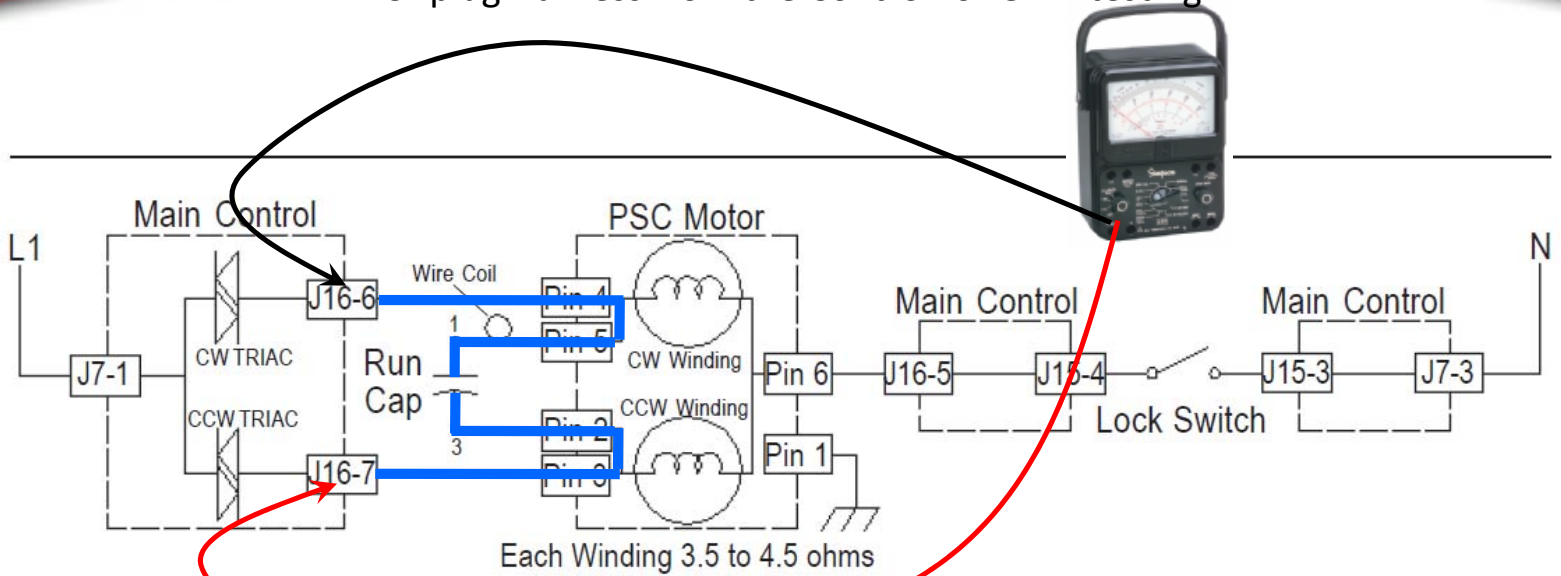 L1
Main Control
J7-1
CW TRIAC
CCW TRIAC
J16-6
J16-7
Wire Coil
1
Run
Cap
3
PSC Motor
Pin 4
Pin 5
CW Winding
CCW Winding
Pin 2
Pin 3
Pin 6
Pin 1
Each Winding 3.5 to 4.5 ohms
Main Control
J16-5
J15-4
Lock Switch
Main Control
J15-3
J7-3
N
Simpson